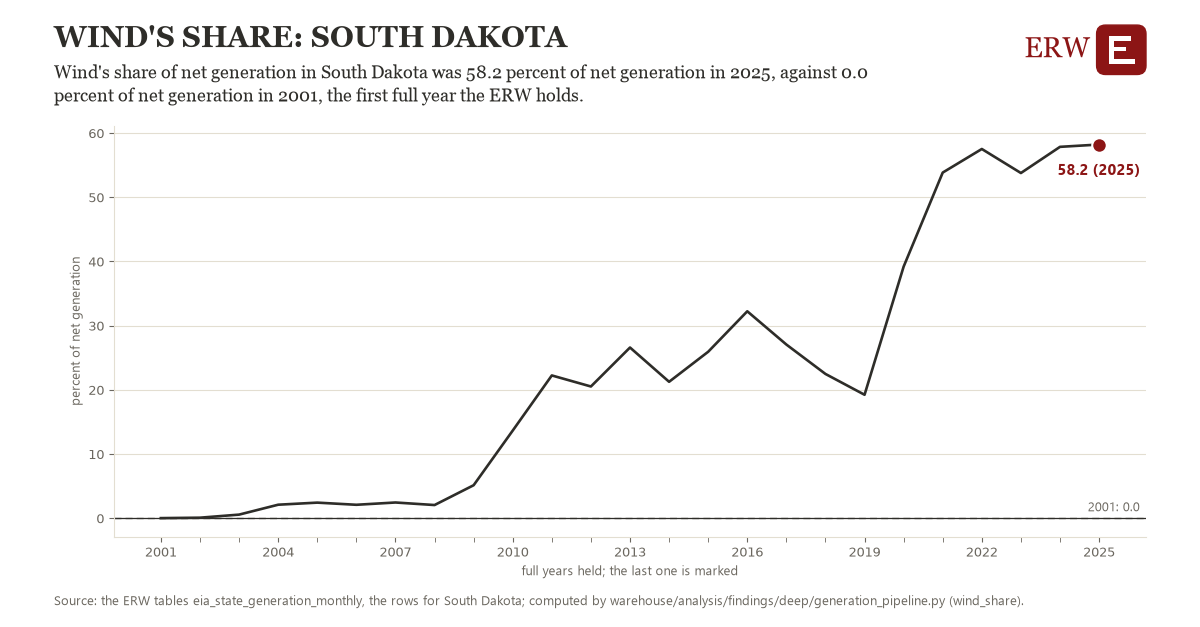 WIND'S SHARE: SOUTH DAKOTA
Wind's share of net generation in South Dakota was 58.2 percent of net generation in 2025, against 0.0
percent of net generation in 2001, the first full year the ERW holds.
ERW E
60
50
40
30
20
10
0
percent of net generation
58.2 (2025)
2001: 0.0
2001 2004 2007 2010 2013 2016 2019 2022 2025
full years held; the last one is marked
Source: the ERW tables eia_state_generation_monthly, the rows for South Dakota; computed by warehouse/analysis/findings/deep/generation_pipeline.py (wind_share).